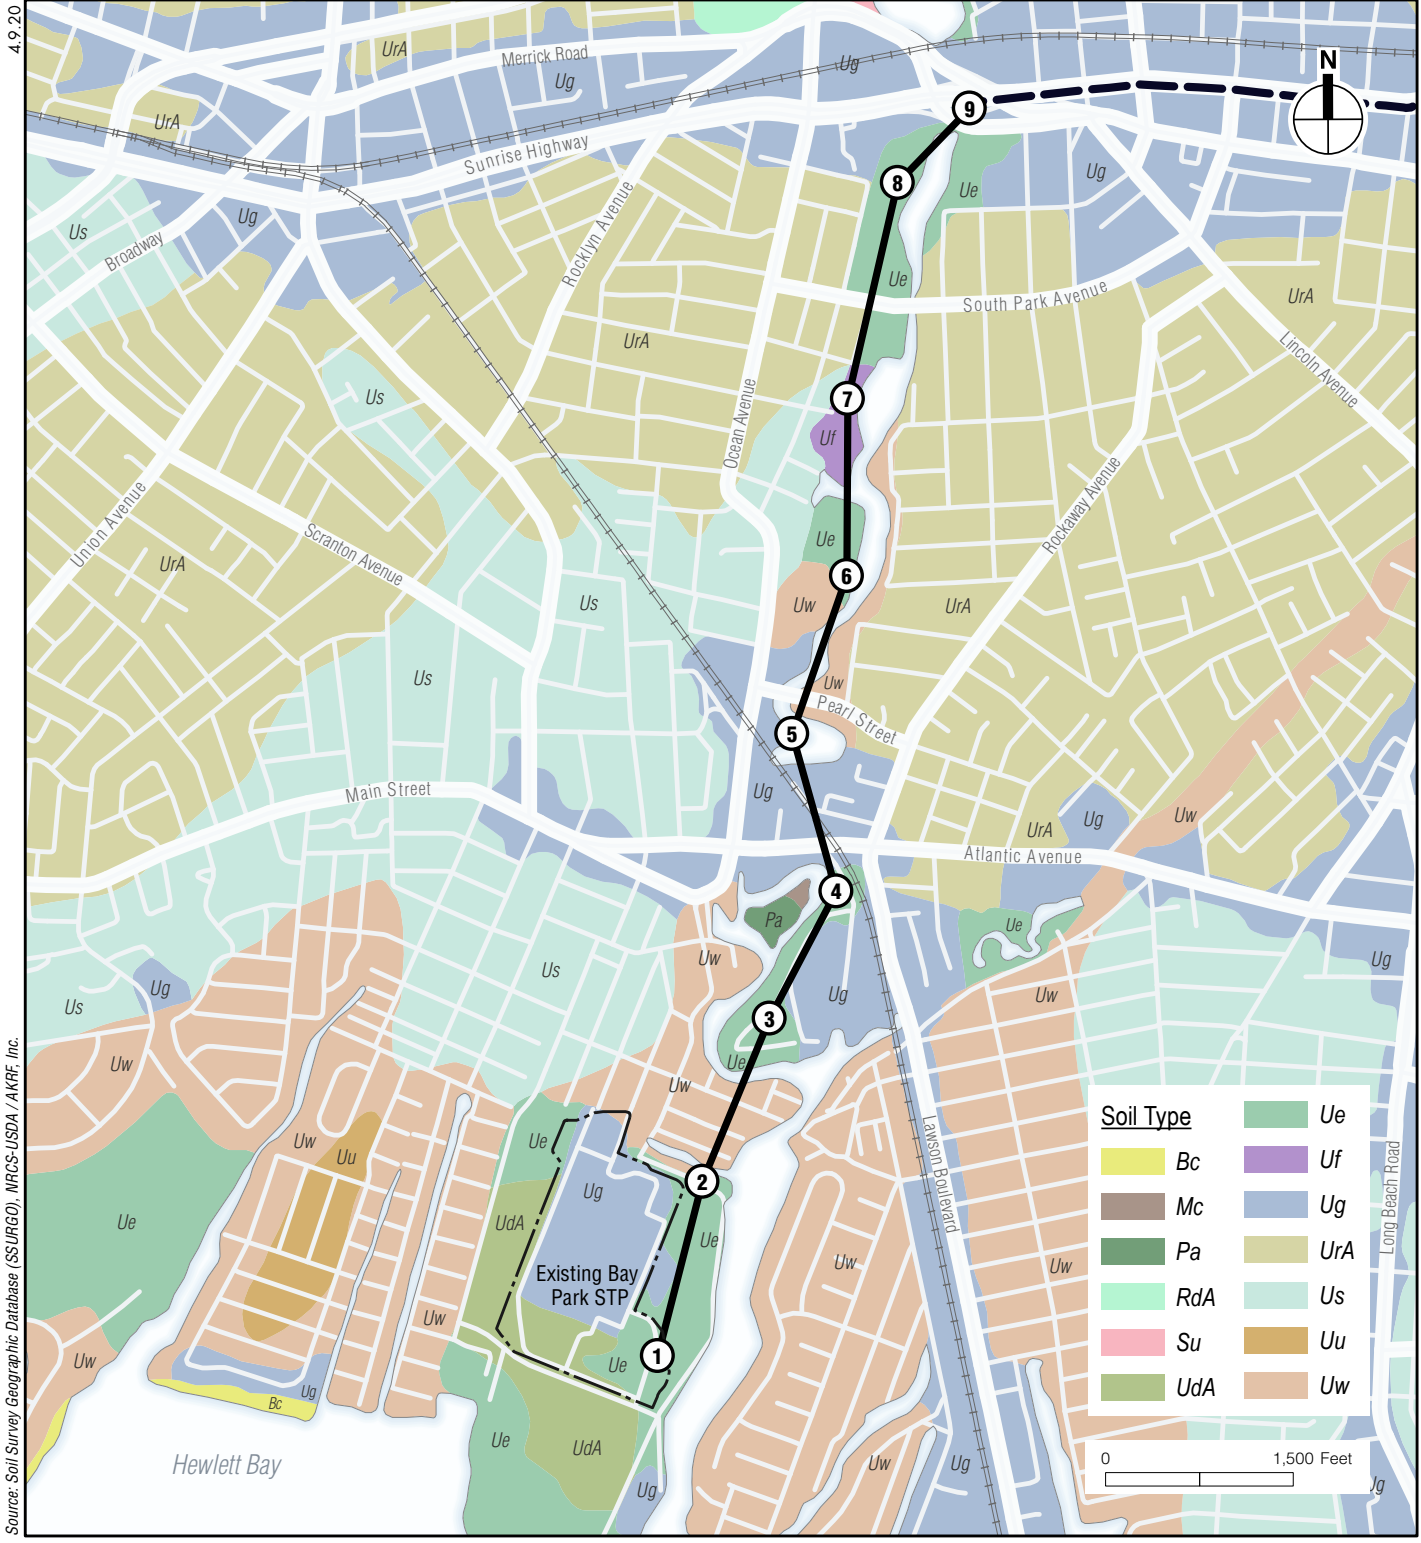 4.9.20
UrA
Merrick Road
Ug
Ug
N
UrA
9
Sunrise Highway
8
Ug
Ue
Rocklyn Avenue
Us
Ug
Broadway
Ue
South Park Avenue
UrA
UrA
Lincoln Avenue
Us
7
Ocean Avenue
Uf
Union Avenue
Scranton Avenue
Rockaway Avenue
Ue
UrA
6
Us
Uw
UrA
Us
Uw
Pearl Street
5
Main Street
Ug
Uw
Ug
UrA
Atlantic Avenue
4
Pa
Ue
Uw
Us
Ug
Ug
Us
Ug
Uw
3
Ue
Uw
Uw
Lawson Boulevard
Long Beach Road
Ue
Uw
Uu
2
Ug
Ue
UdA
Ue
Uw
Uw
Existing Bay
Park STP
Uw
1
Ue
Uw
Ug
Bc
Ue
UdA
Hewlett Bay
Uw
Ug
Ug
Ug
Soil Type
Bc
Mc
Pa
RdA
Su
UdA
Ue
Uf
Ug
UrA
Us
Uu
Uw
0
1,500 Feet
Source: Soil Survey Geographic Database (SSURGO), NRCS-USDA / AKRF, Inc.